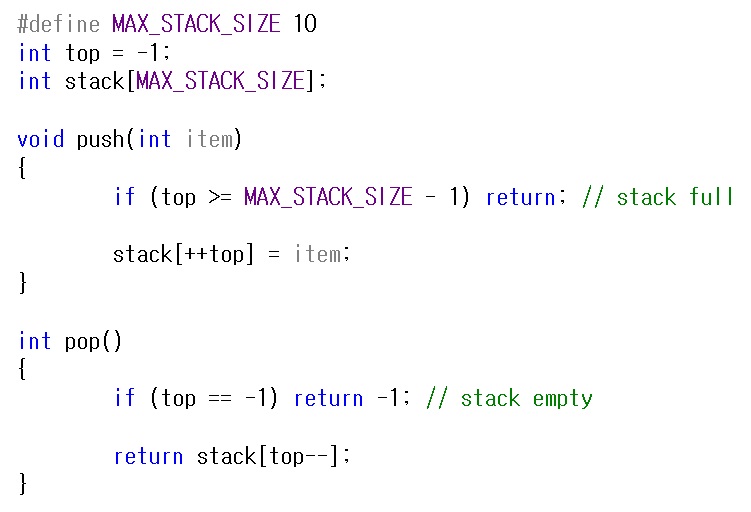 #define MAX_STACK_SIZE 10
int top = -1;
int stack[MAX_STACK_SIZE];
void push(int item)
{
if (top >= MAX_STACK_SIZE - 1) return; // stack full
stack[++top] = item;
}
int pop()
{
if (top == -1) return -1; // stack empty
return stack[top--];
}